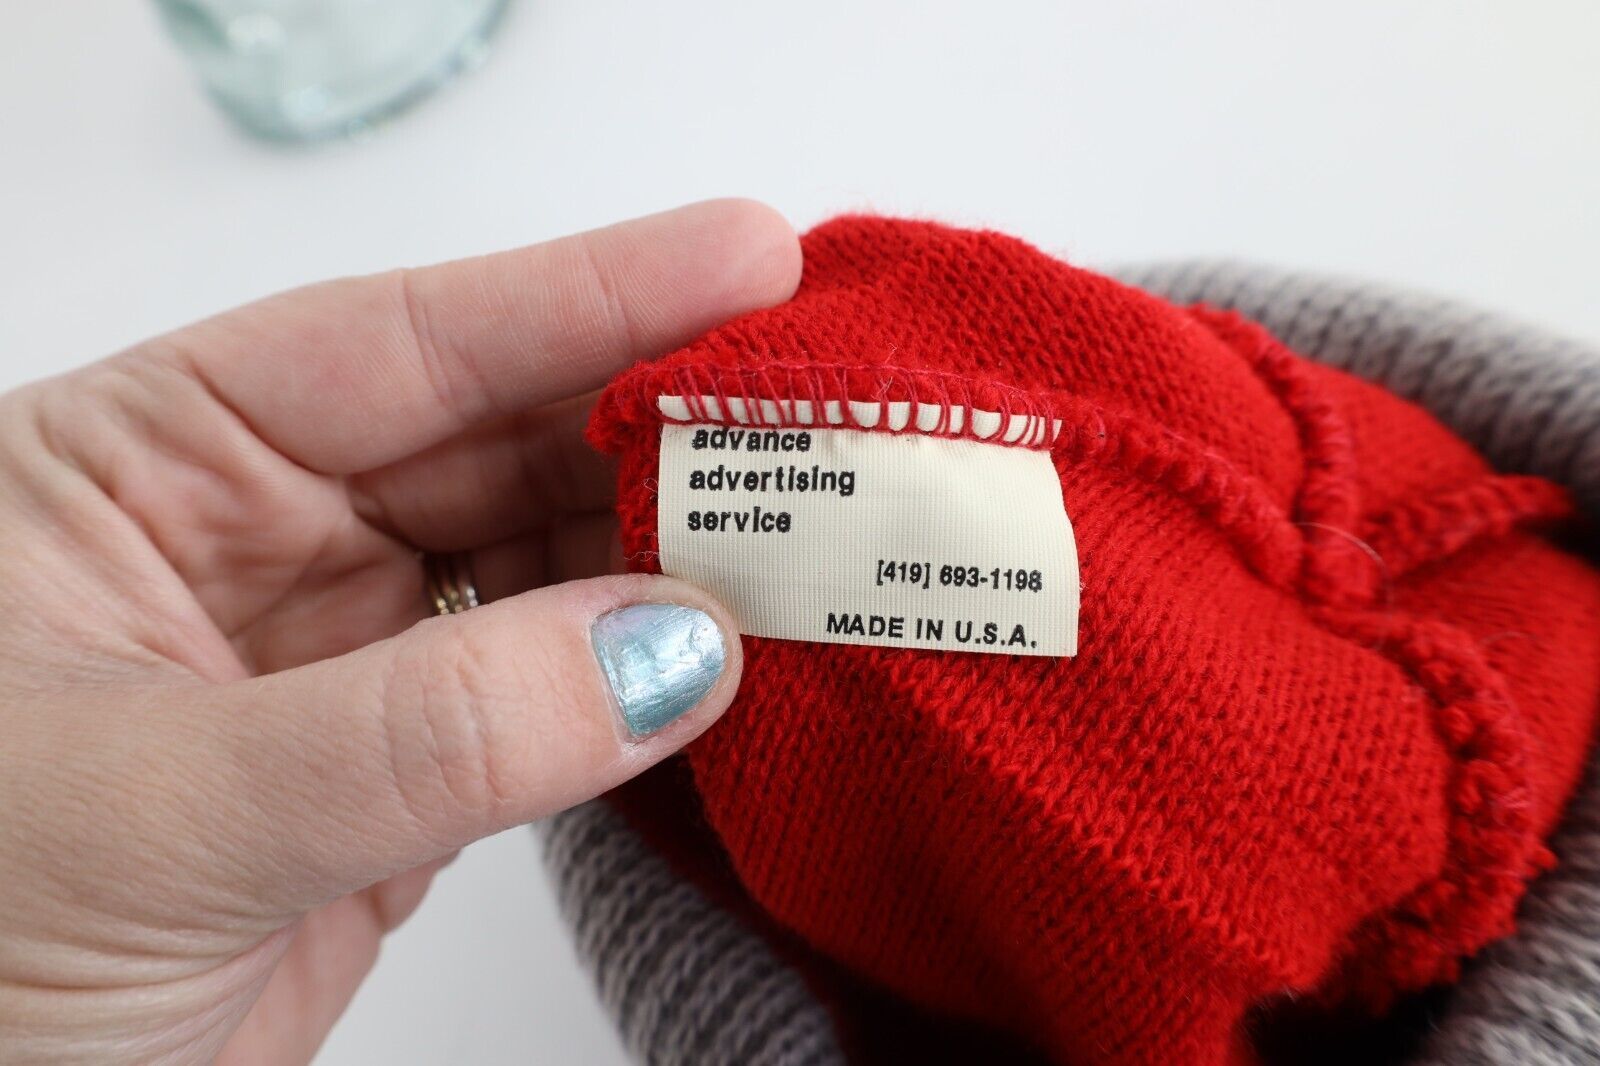 advance
advertising
service
[419] 693-1198
MADE IN U.S.A.